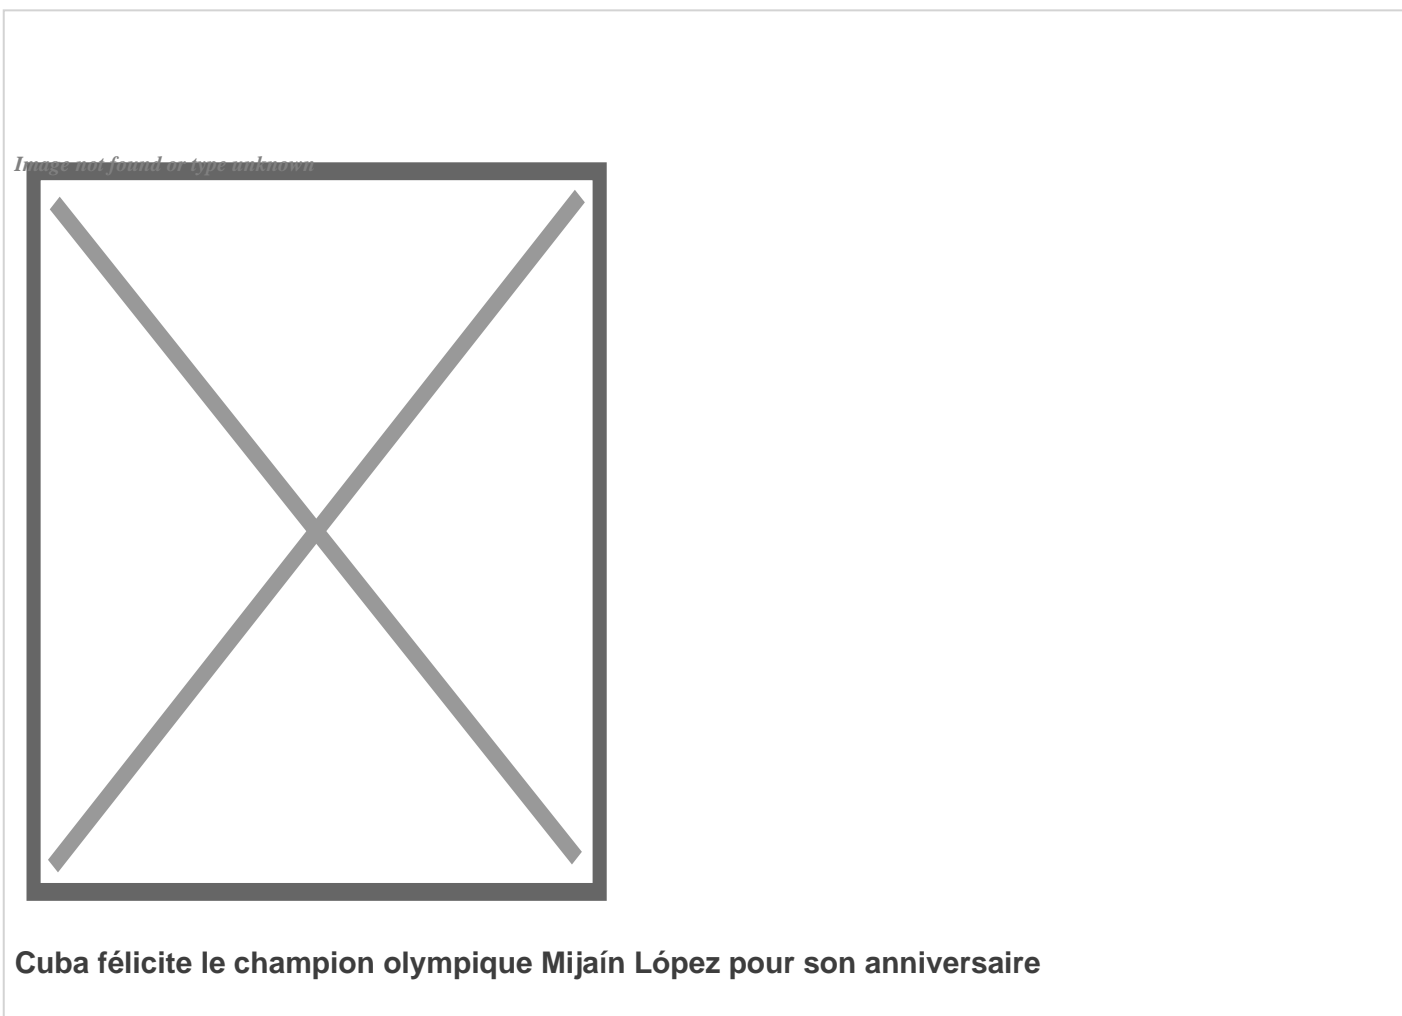 Image not found or type unknown
Cuba félicite le champion olympique Mijaín López pour son anniversaire